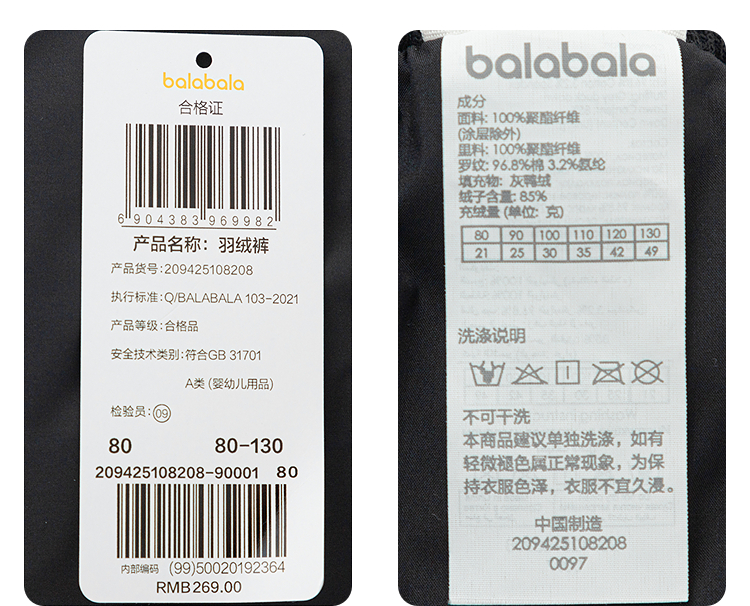 balabala
合格证
6 904383 969982
产品名称：羽绒裤
产品货号:209425108208
执行标准:Q/BALABALA 103-2021
产品等级:合格品
安全技术类别:符合GB 31701
A类 (婴幼儿用品)
检验员: 09
80 80-130
209425108208-90001 80
内部编码 (99)50020192364
RMB269.00
balabala
成分
面料: 100%聚酯纤维
(涂层除外)
里料: 100%聚酯纤维
罗纹: 96.8%棉 3.2%氨纶
填充物: 灰鸭绒
绒子含量: 85%
充绒量 (单位: 克)
80 90 100 110 120 130
21 25 30 35 42 49
洗涤说明
不可干洗
本商品建议单独洗涤，如有
轻微褪色属正常现象，为保
持衣服色泽，衣服不宜久浸。
中国制造
209425108208
0097